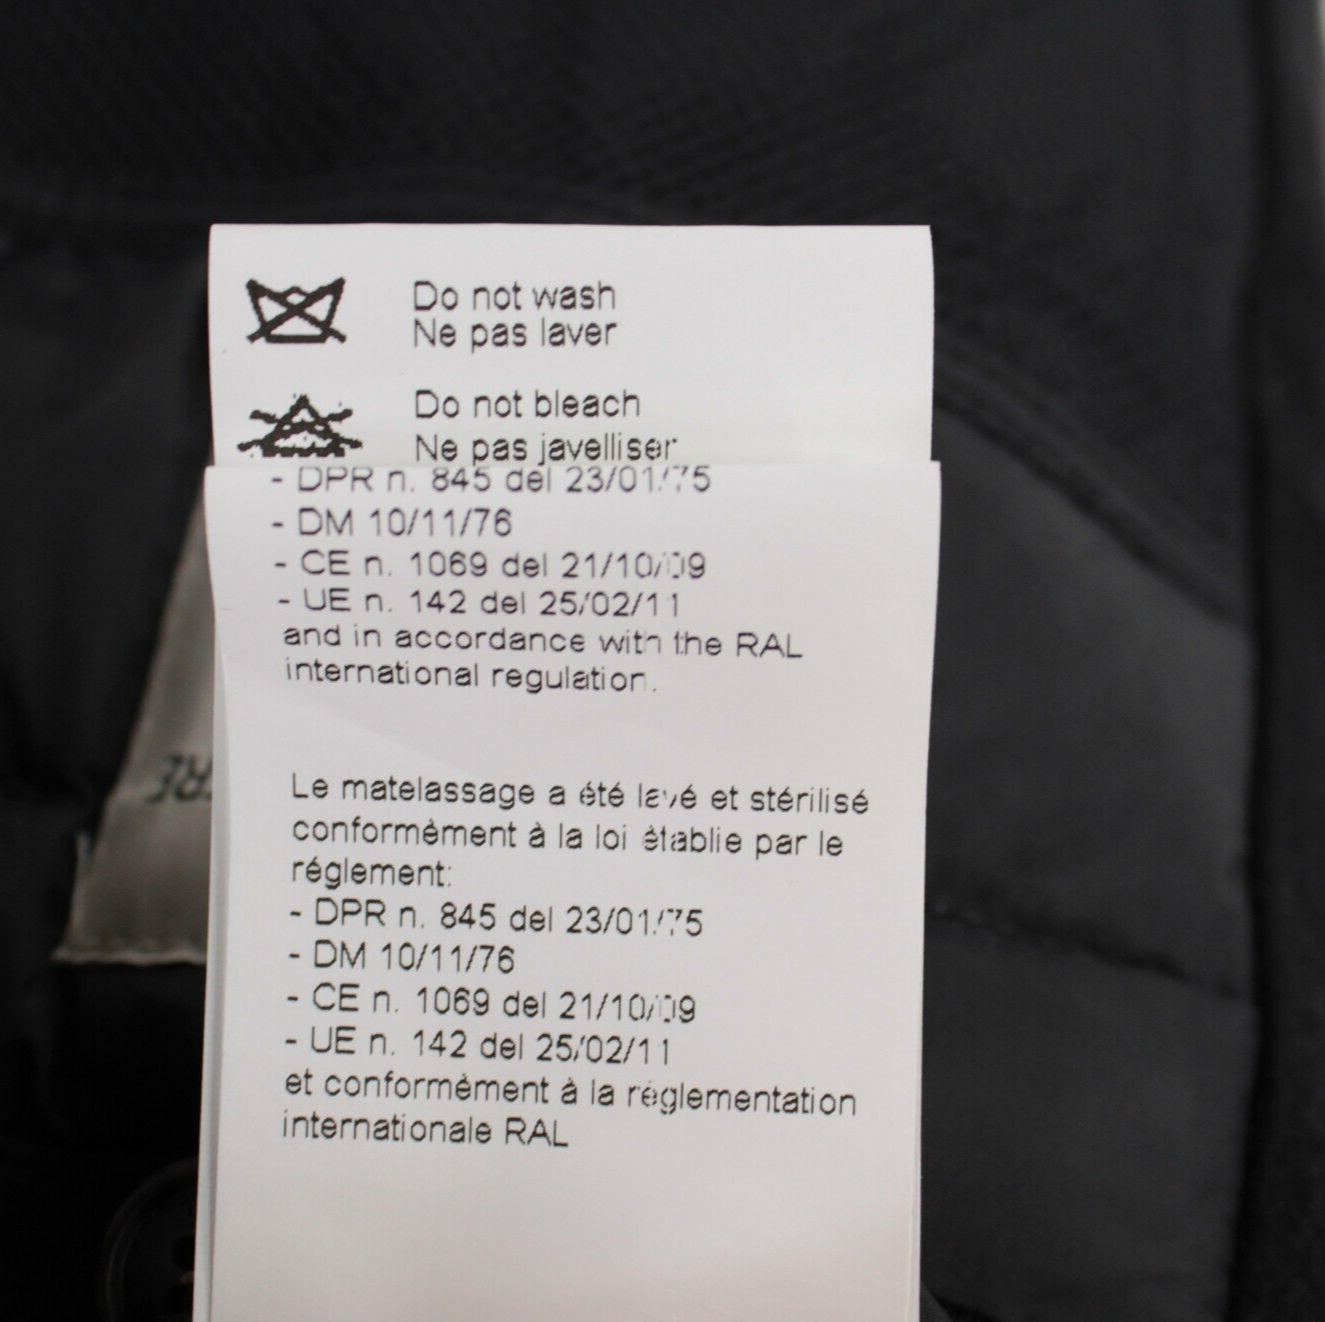 Do not wash
Ne pas laver
Do not bleach
Ne pas javelliser
- DPR n. 845 del 23/01/75
- DM 10/11/76
- CE n. 1069 del 21/10/09
- UE n. 142 del 25/02/11
and in accordance with the RAL
international regulation.
Le matelassage a été lavé et stérilisé
conformèment à la loi ètablie par le
réglement:
- DPR n. 845 del 23/01/75
- DM 10/11/76
- CE n. 1069 del 21/10/09
- UE n. 142 del 25/02/11
et conformèment à la règlementation
internationale RAL